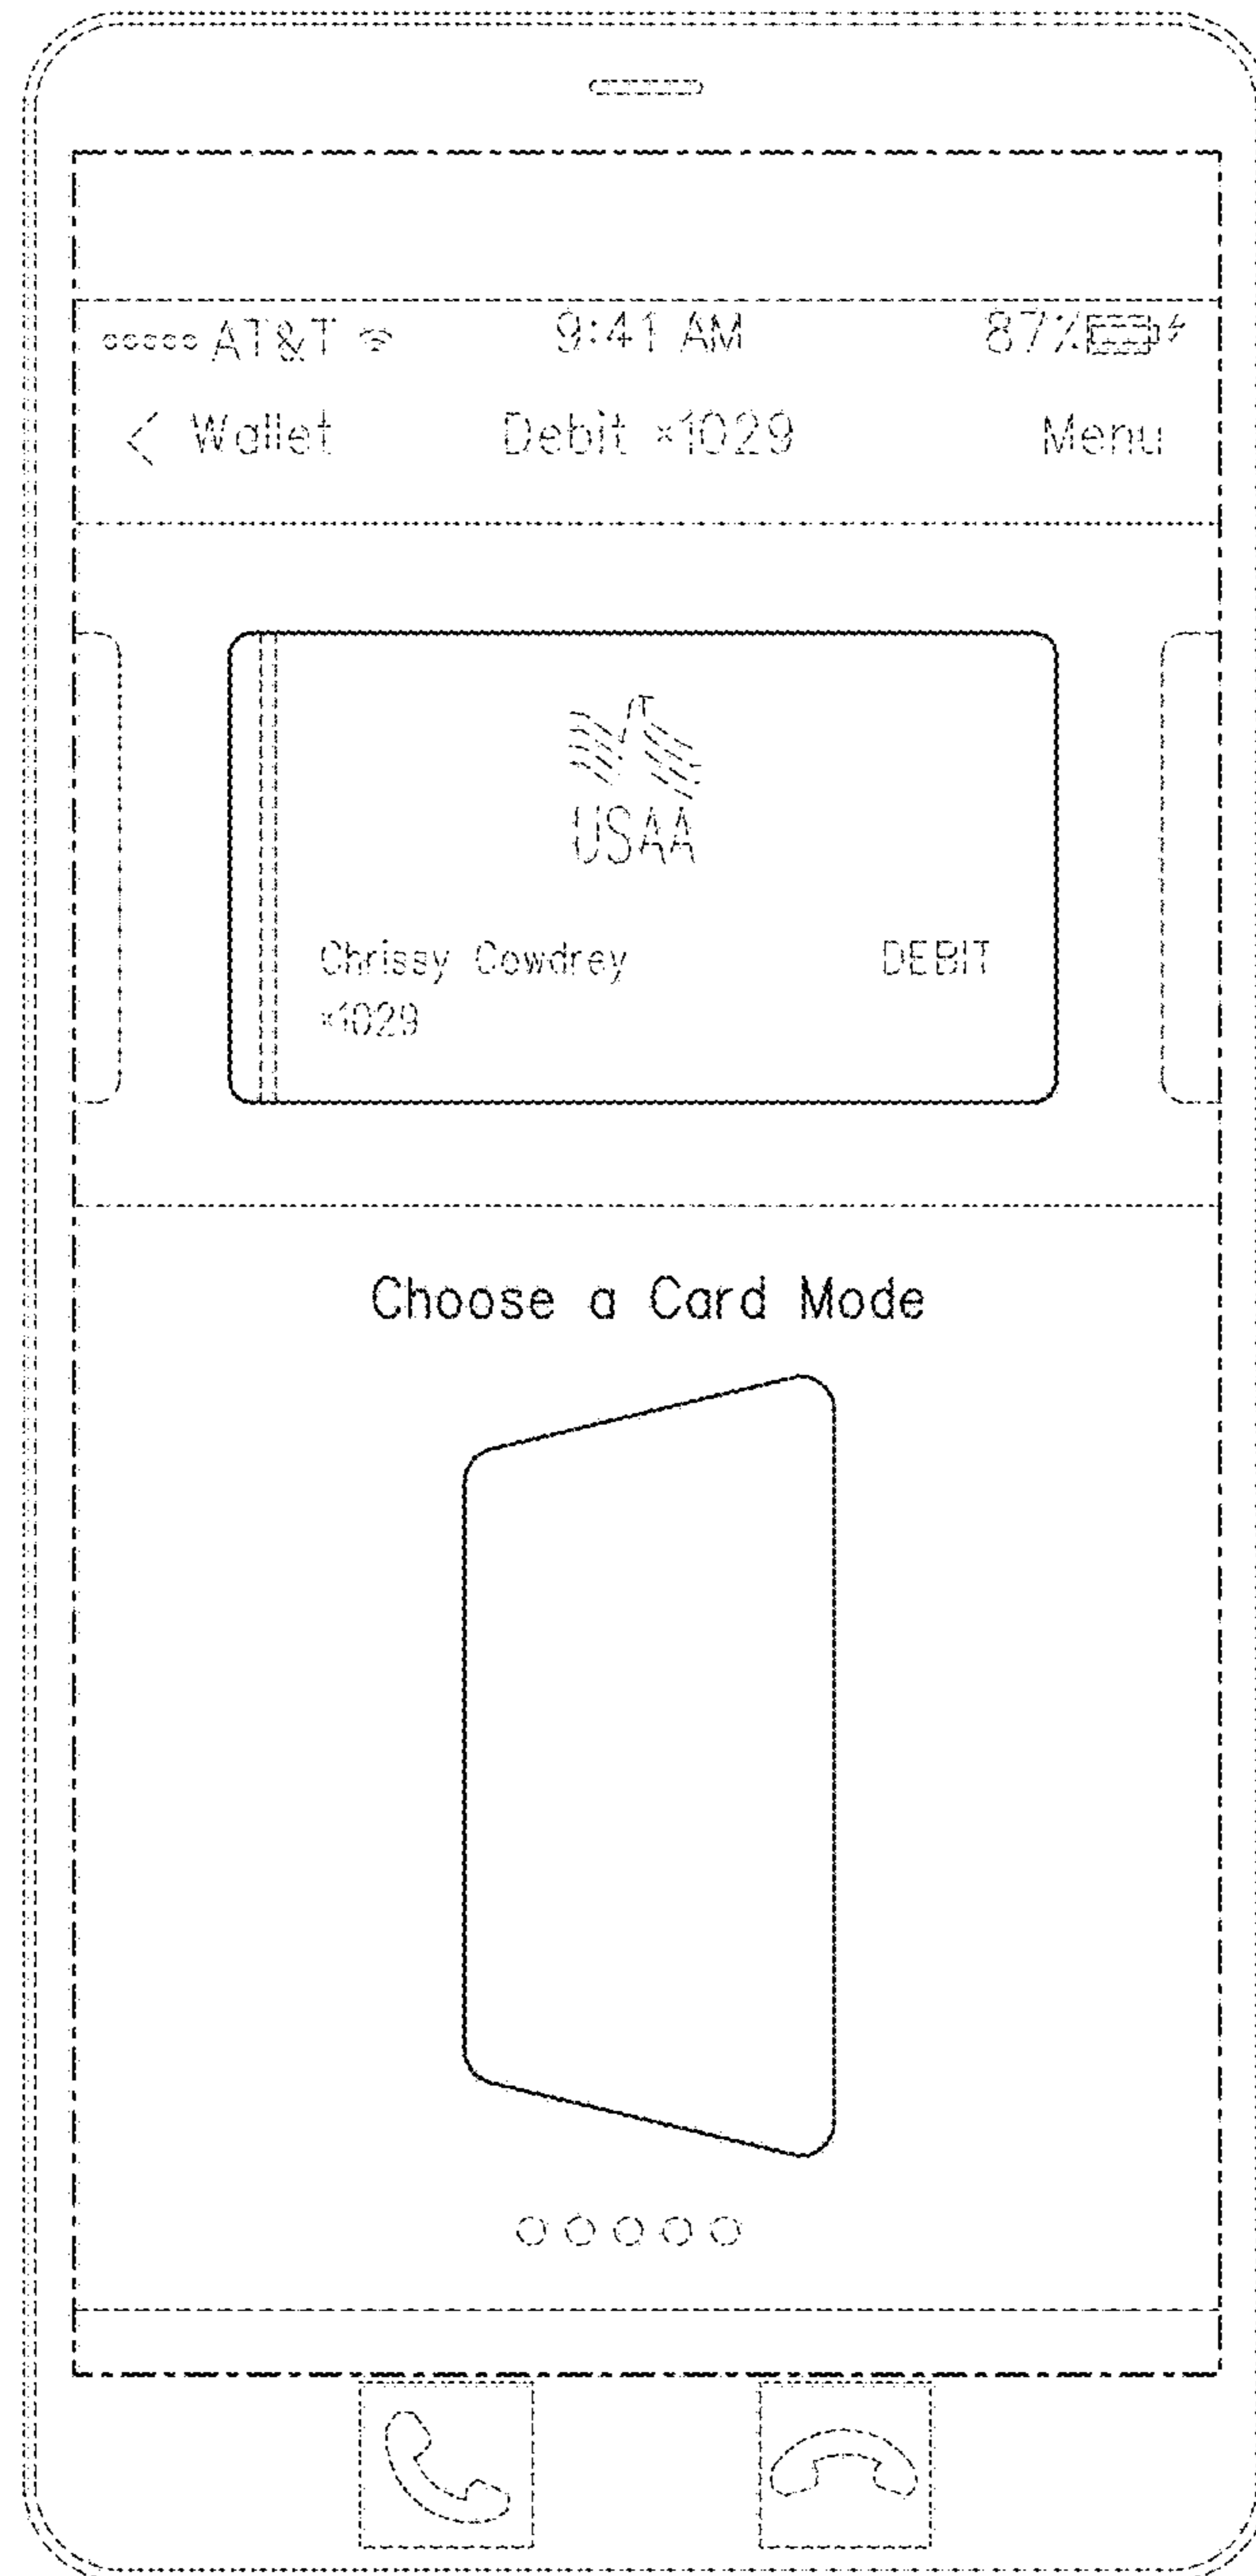 AT&T 9:41 AM 87%
< Wallet Debit *1029 Menu
USAA
Chrissy Cowdrey DEBIT
*1029
Choose a Card Mode